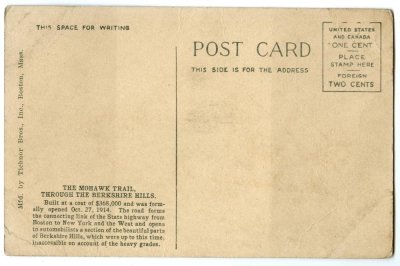 THIS SPACE FOR WRITING
POST CARD
THIS SIDE IS FOR THE ADDRESS
UNITED STATES
AND CANADA
ONE CENT
PLACE
STAMP HERE
FOREIGN
TWO CENTS
Mfd. by Tichnor Bros., Inc., Boston, Mass.
THE MOHAWK TRAIL,
THROUGH THE BERKSHIRE HILLS.
Built at a cost of $368,000 and was form-
ally opened Oct. 27, 1914. The road forms
the connecting link of the State highway from
Boston to New York and the West and opens
to automobilists a section of the beautiful parts
of Berkshire Hills, which were up to this time,
inaccessible on account of the heavy grades.